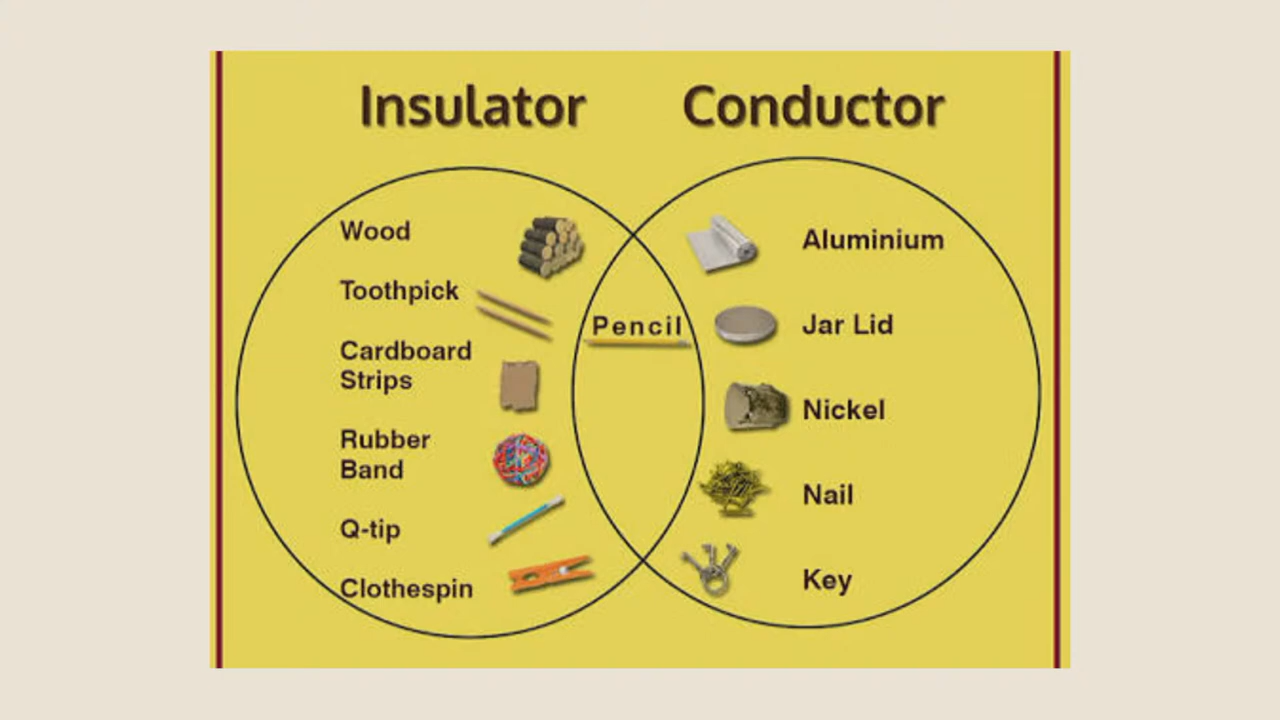 Insulator
Conductor
Wood
Toothpick
Cardboard
Strips
Rubber
Band
Q-tip
Clothespin
Pencil
Aluminium
Jar Lid
Nickel
Nail
Key